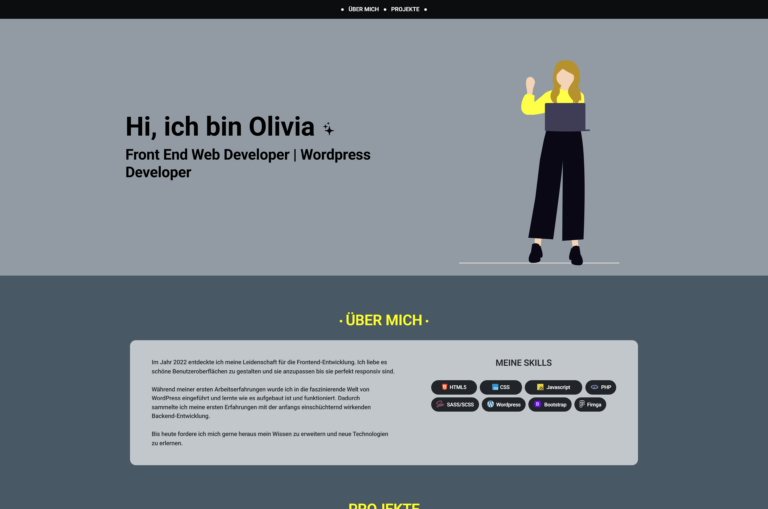 • ÜBER MICH • PROJEKTE •
Hi, ich bin Olivia
Front End Web Developer | Wordpress
Developer
· ÜBER MICH ·
Im Jahr 2022 entdeckte ich meine Leidenschaft für die Frontend-Entwicklung. Ich liebe es
schöne Benutzeroberflächen zu gestalten und sie anzupassen bis sie perfekt responsiv sind.
Während meiner ersten Arbeitserfahrungen wurde ich in die faszinierende Welt von
WordPress eingeführt und lernte wie es aufgebaut ist und funktioniert. Dadurch
sammelte ich meine ersten Erfahrungen mit der anfangs einschüchternd wirkenden
Backend-Entwicklung.
Bis heute fordere ich mich gerne heraus mein Wissen zu erweitern und neue Technologien
zu erlernen.
MEINE SKILLS
HTML5 CSS Javascript PHP
SASS/SCSS Wordpress Bootstrap Fimga
PROJEKTE